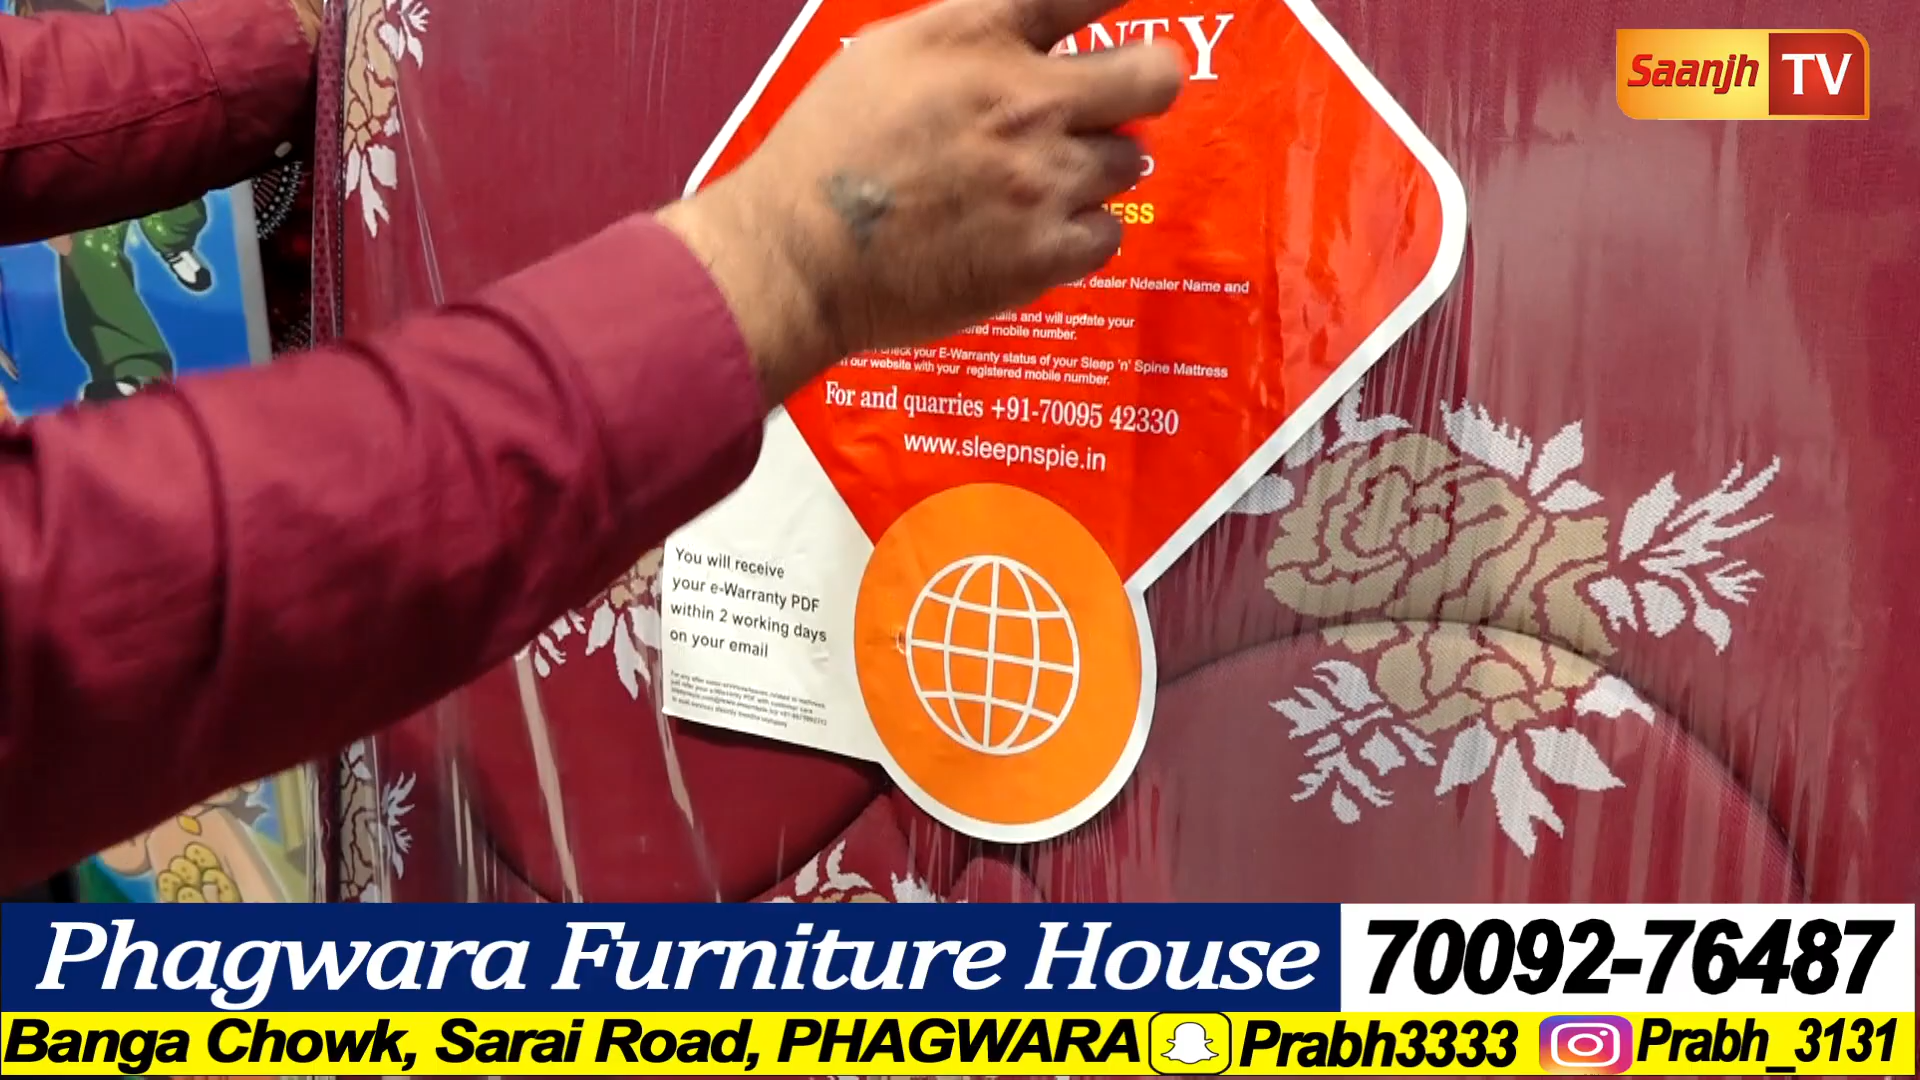 Saanjh TV
ANTY
ESS
dealer Ndealer Name and
and will update your
mobile number.
check your E-Warranty status of your Sleep 'n' Spine Mattress
our website with your registered mobile number.
For and quarries +91-70095 42330
www.sleepnspie.in
You will receive
your e-Warranty PDF
within 2 working days
on your email
Phagwara Furniture House 70092-76487
Banga Chowk, Sarai Road, PHAGWARA Prabh3333 Prabh_3131